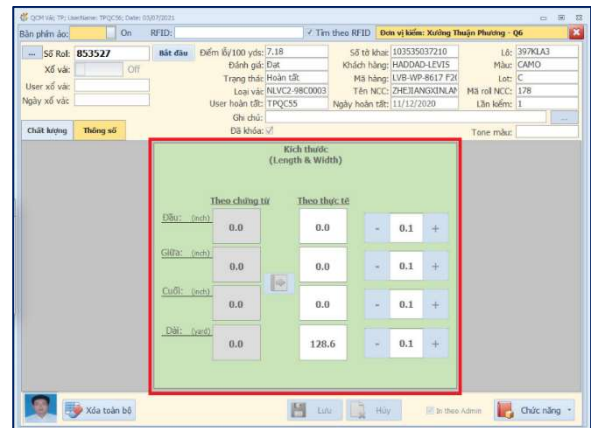 QCM Vải; TP; UserName: TPQC56; Date: 03/07/2021
Bàn phím ảo: On RFID: ✓ Tìm theo RFID Đơn vị kiểm: Xưởng Thuận Phương - Q6
... Số Rol: 853527 Bắt đầu Điểm lỗi/100 yds: 7.18 Số tờ khai: 103535037210 Lô: 397KLA3
Xổ vải: Off Đánh giá: Đạt Khách hàng: HADDAD-LEVIS Màu: CAMO
User xổ vải: Trạng thái: Hoàn tất Mã hàng: LVB-WP-8617 F2 Lot: C
Ngày xổ vải: Loại vải: NLVC2-98C0003 Tên NCC: ZHEJIANGXINLAN Mã rol NCC: 178
User hoàn tất: TPQC55 Ngày hoàn tất: 11/12/2020 Lần kiểm: 1
Ghi chú: ...
Chất lượng Thông số Đã khóa: ✓ Tone màu:
Kích thước
(Length & Width)
Theo chứng từ Theo thực tế
Đầu: (inch) 0.0 0.0 - 0.1 +
Giữa: (inch) 0.0 0.0 - 0.1 +
Cuối: (inch) 0.0 0.0 - 0.1 +
Dài: (yard) 0.0 128.6 - 0.1 +
Xóa toàn bộ Lưu Hủy ✓ In theo Admin Chức năng